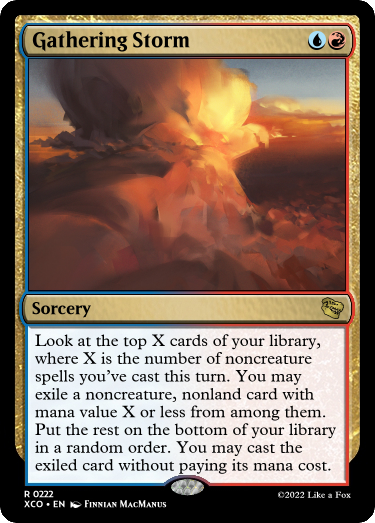 Gathering Storm
Sorcery
Look at the top X cards of your library,
where X is the number of noncreature
spells you've cast this turn. You may
exile a noncreature, nonland card with
mana value X or less from among them.
Put the rest on the bottom of your library
in a random order. You may cast the
exiled card without paying its mana cost.
R 0222
XCO • EN Finnian MacManus
©2022 Like a Fox